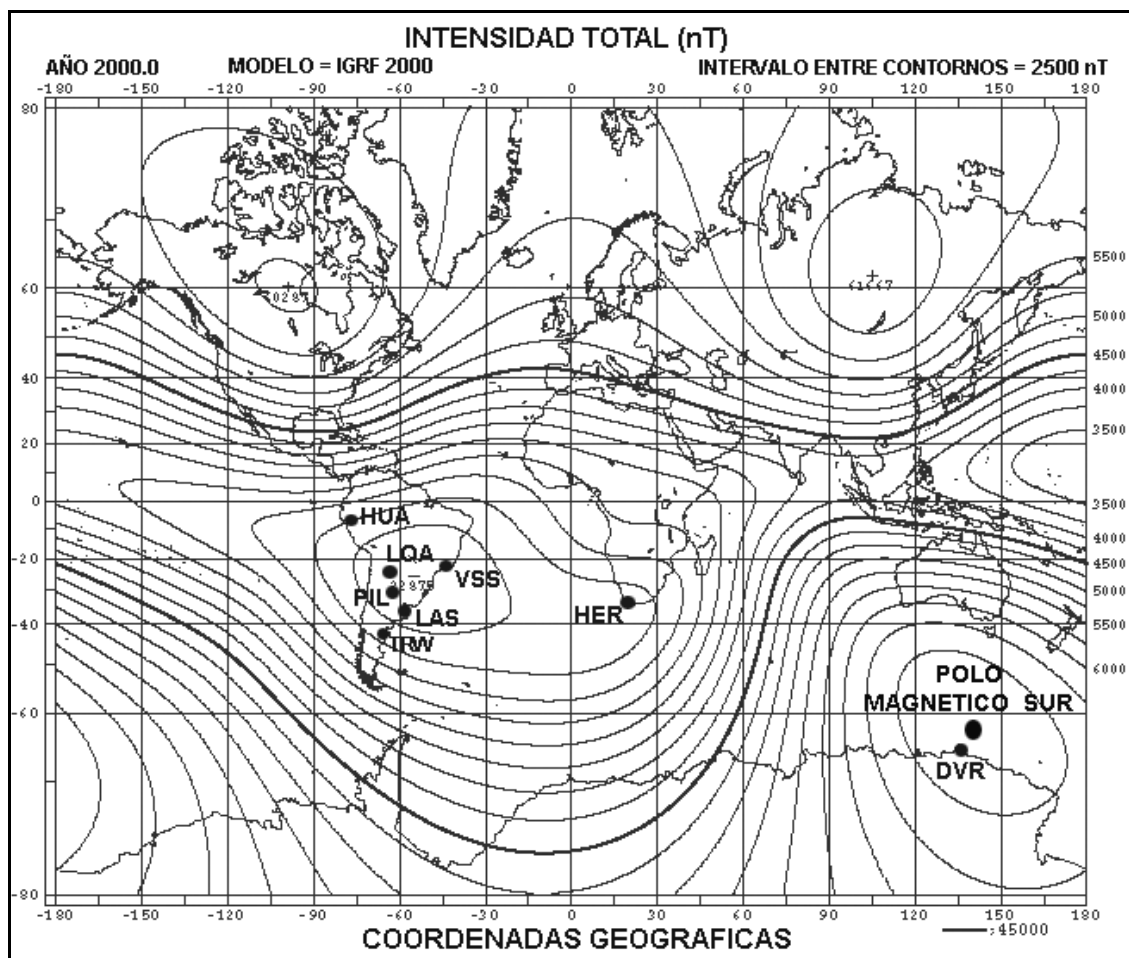 INTENSIDAD TOTAL (nT)
AÑO 2000.0 MODELO = IGRF 2000 INTERVALO ENTRE CONTORNOS = 2500 nT
-180 -150 -120 -90 -60 -30 0 30 60 90 120 150 180
80
60
40
20
0
-20
-40
-60
-80
5500
5000
4500
4000
2500
3500
4000
4500
5000
5500
6000
HUA
LQA
VSS
PIL
LAS
TRW
HER
POLO
MAGNETICO SUR
DVR
-180 -150 -120 -90 -60 -30 0 30 60 90 120 150 180
COORDENADAS GEOGRAFICAS
:45000